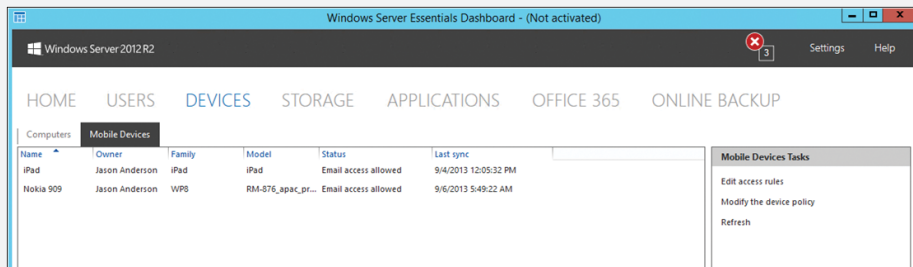 Windows Server Essentials Dashboard - (Not activated)
Windows Server 2012 R2
3
Settings
Help
HOME USERS DEVICES STORAGE APPLICATIONS OFFICE 365 ONLINE BACKUP
Computers Mobile Devices
Name Owner Family Model Status Last sync
iPad Jason Anderson iPad iPad Email access allowed 9/4/2013 12:05:32 PM
Nokia 909 Jason Anderson WP8 RM-876_apac_pr... Email access allowed 9/6/2013 5:49:22 AM
Mobile Devices Tasks
Edit access rules
Modify the device policy
Refresh